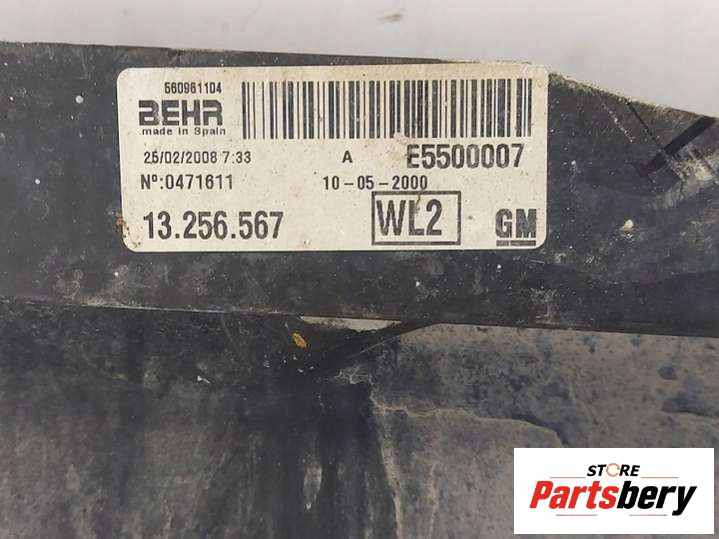 560961104
BEHR
made in Spain
25/02/2008 7:33 A E5500007
Nº:0471611 10-05-2000
13.256.567 WL2 GM
STORE
Partsbery